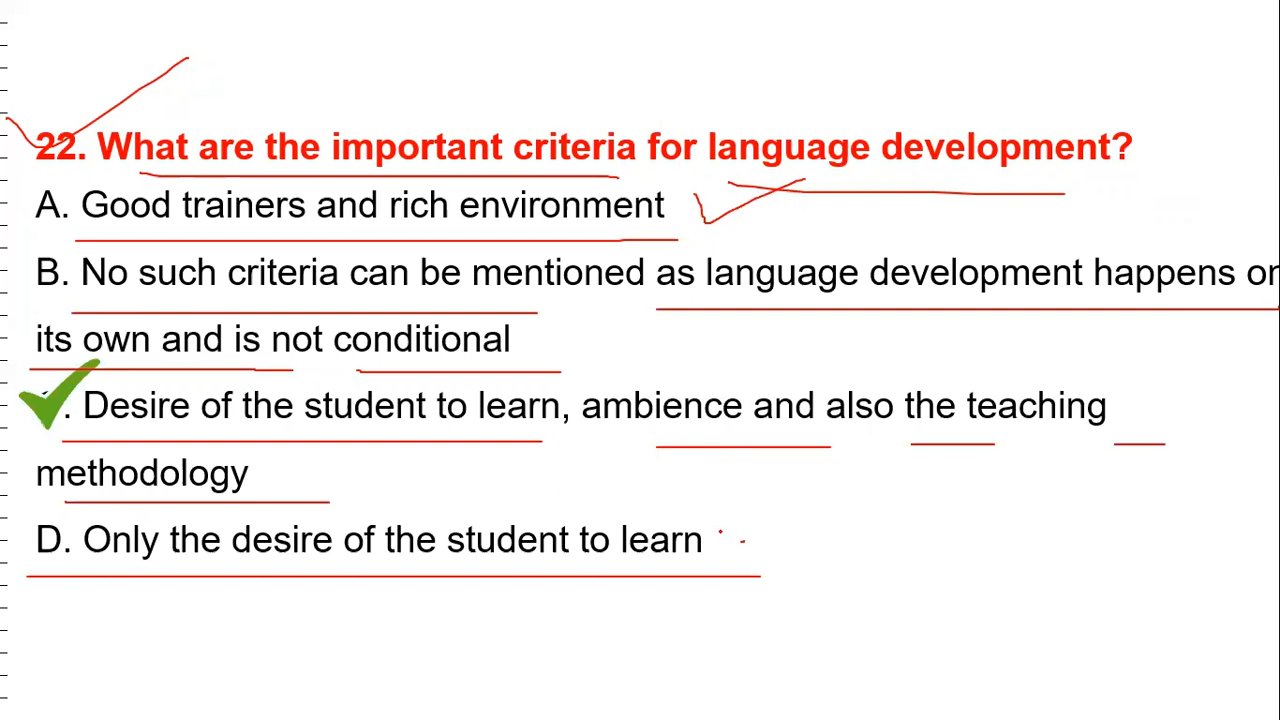 22. What are the important criteria for language development?
A. Good trainers and rich environment
B. No such criteria can be mentioned as language development happens
its own and is not conditional
. Desire of the student to learn, ambience and also the teaching
methodology
D. Only the desire of the student to learn